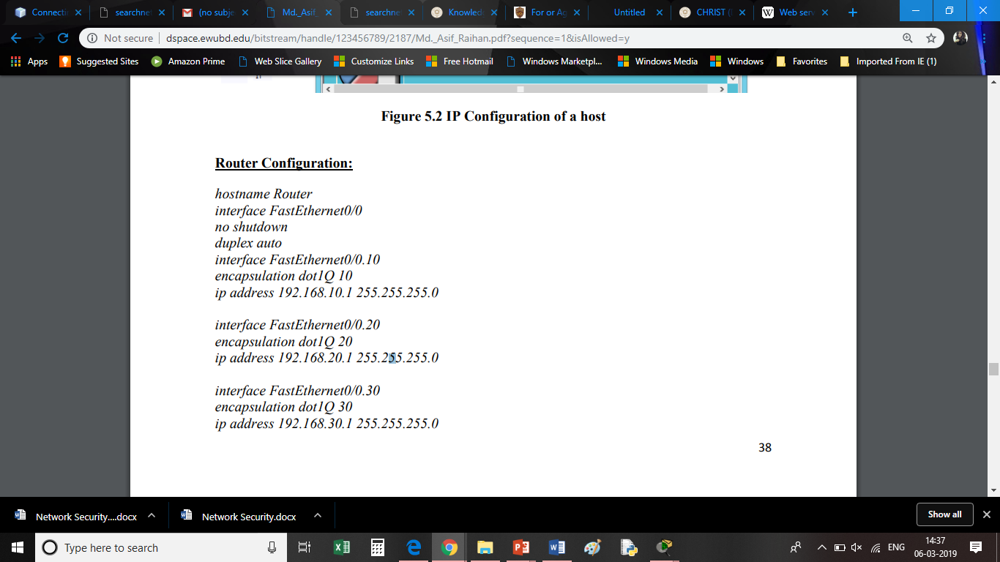 Connectin
searchne
(no subje
Md._Asif_
searchne
Knowled
For or Ag
Untitled
CHRIST (
Web serv
Not secure
dspace.ewubd.edu/bitstream/handle/123456789/2187/Md._Asif_Raihan.pdf?sequence=1&isAllowed=y
Apps
Suggested Sites
Amazon Prime
Web Slice Gallery
Customize Links
Free Hotmail
Windows Marketpl...
Windows Media
Windows
Favorites
Imported From IE (1)
Figure 5.2 IP Configuration of a host
Router Configuration:
hostname Router
interface FastEthernet0/0
no shutdown
duplex auto
interface FastEthernet0/0.10
encapsulation dot1Q 10
ip address 192.168.10.1 255.255.255.0
interface FastEthernet0/0.20
encapsulation dot1Q 20
ip address 192.168.20.1 255.255.255.0
interface FastEthernet0/0.30
encapsulation dot1Q 30
ip address 192.168.30.1 255.255.255.0
38
Network Security....docx
Network Security.docx
Show all
Type here to search
ENG
14:37
06-03-2019